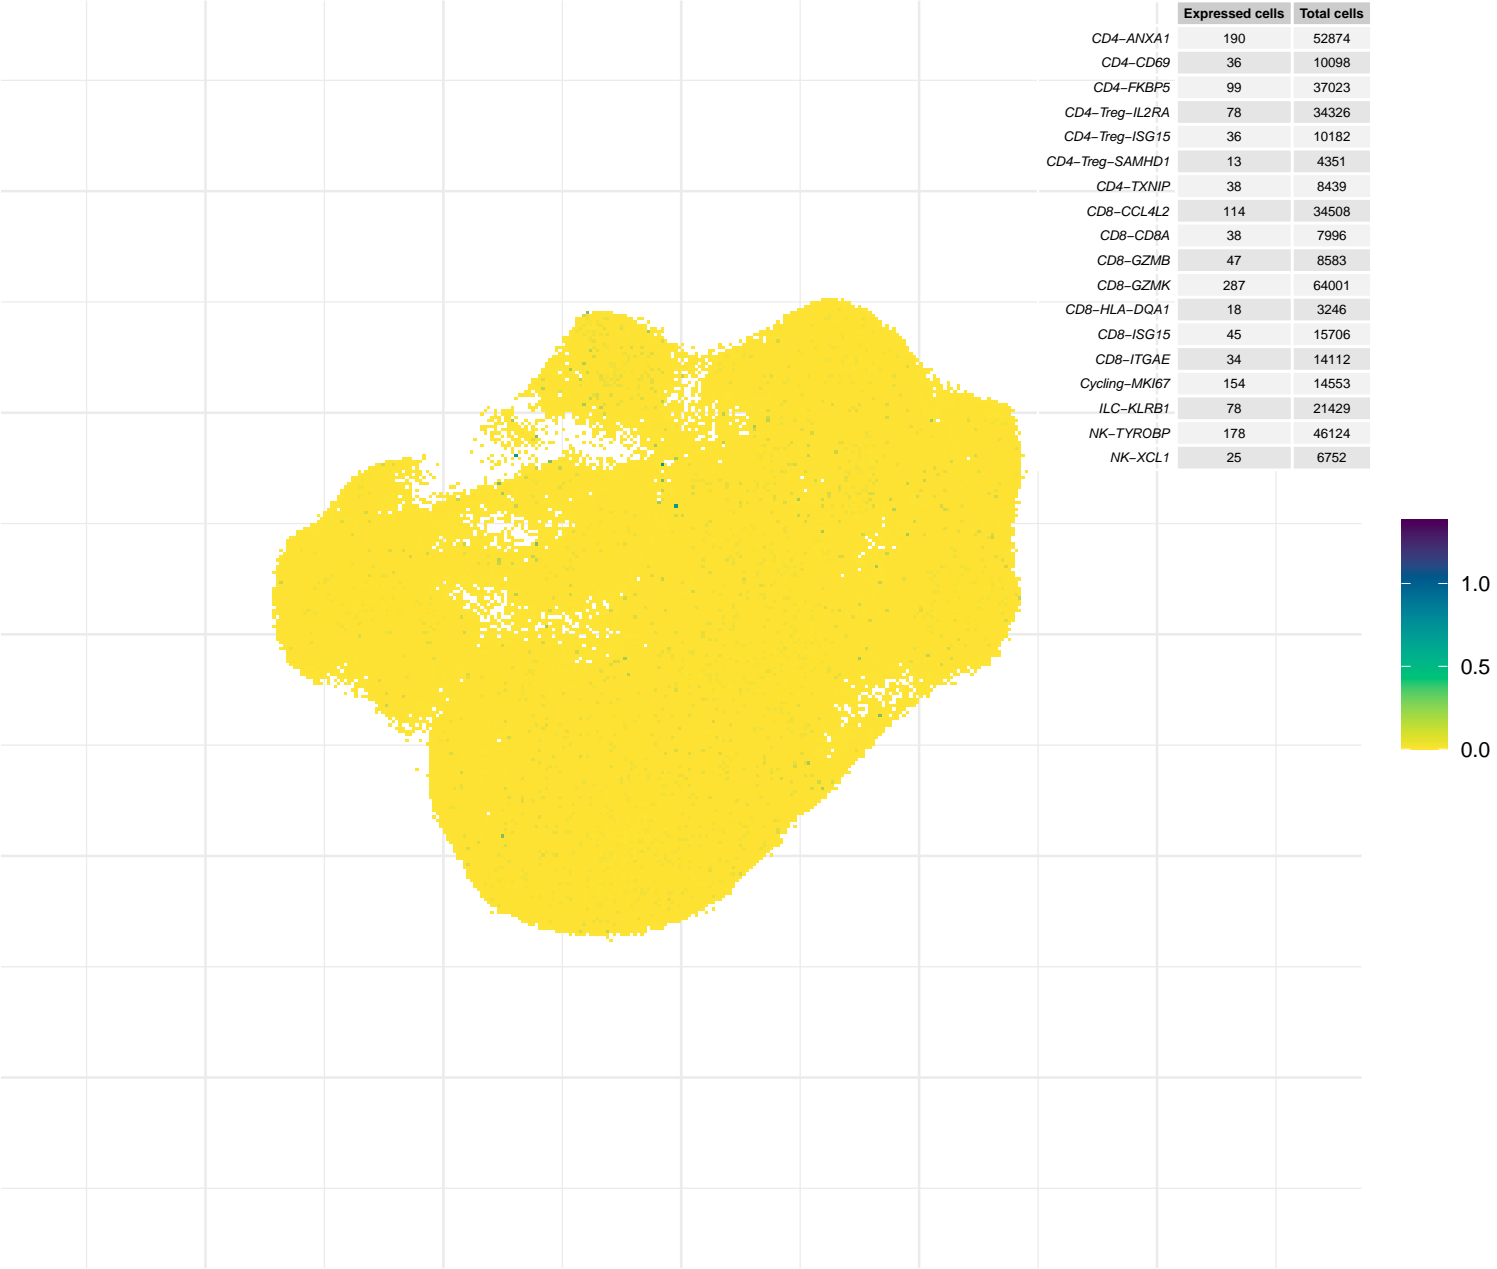 Expressed cells Total cells
CD4−ANXA1 190 52874
CD4−CD69 36 10098
CD4−FKBP5 99 37023
CD4−Treg−IL2RA 78 34326
CD4−Treg−ISG15 36 10182
CD4−Treg−SAMHD1 13 4351
CD4−TXNIP 38 8439
CD8−CCL4L2 114 34508
CD8−CD8A 38 7996
CD8−GZMB 47 8583
CD8−GZMK 287 64001
CD8−HLA−DQA1 18 3246
CD8−ISG15 45 15706
CD8−ITGAE 34 14112
Cycling−MKI67 154 14553
ILC−KLRB1 78 21429
NK−TYROBP 178 46124
NK−XCL1 25 6752
1.0
0.5
0.0